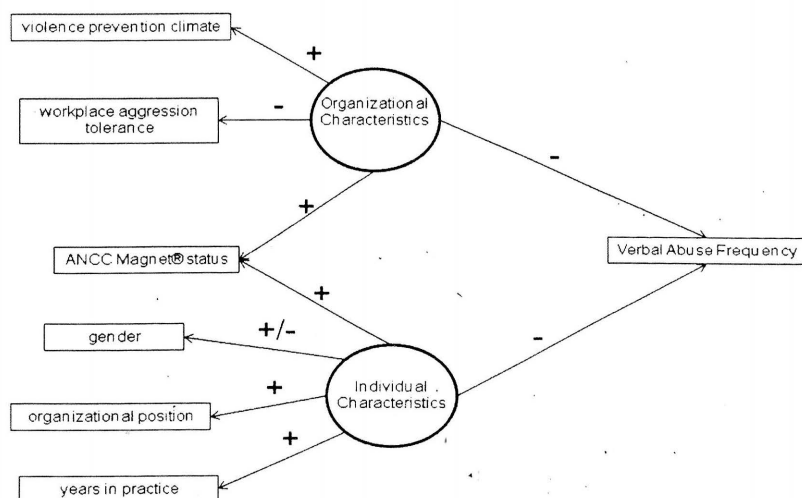 violence prevention climate
+
workplace aggression
tolerance
-
Organizational
Characteristics
-
+
ANCC Magnet® status
Verbal Abuse Frequency
+
gender
+/-
-
organizational position
+
Individual
Characteristics
+
years in practice